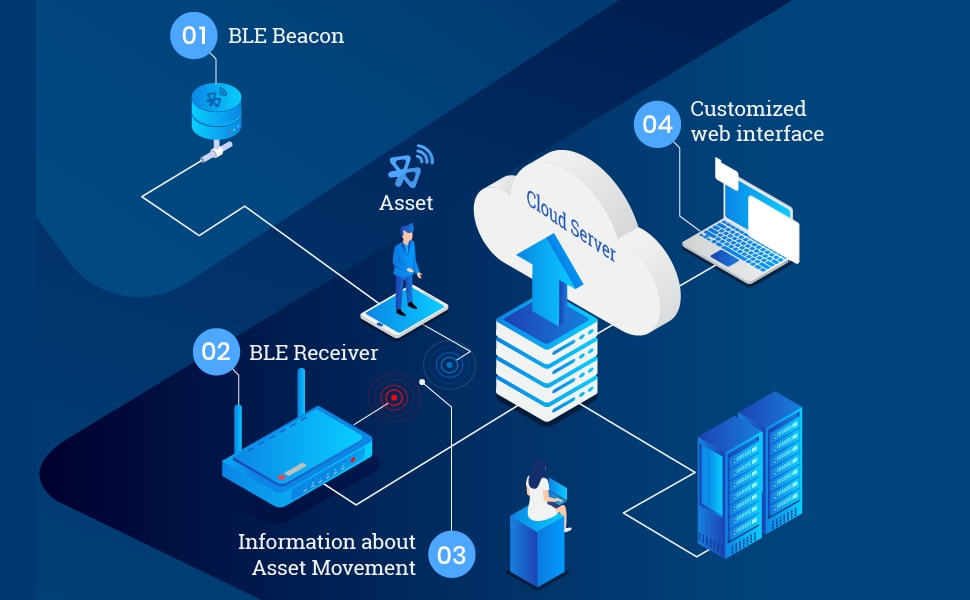 01
BLE Beacon
04
Customized
web interface
Asset
Cloud Server
02
BLE Receiver
Information about
Asset Movement
03